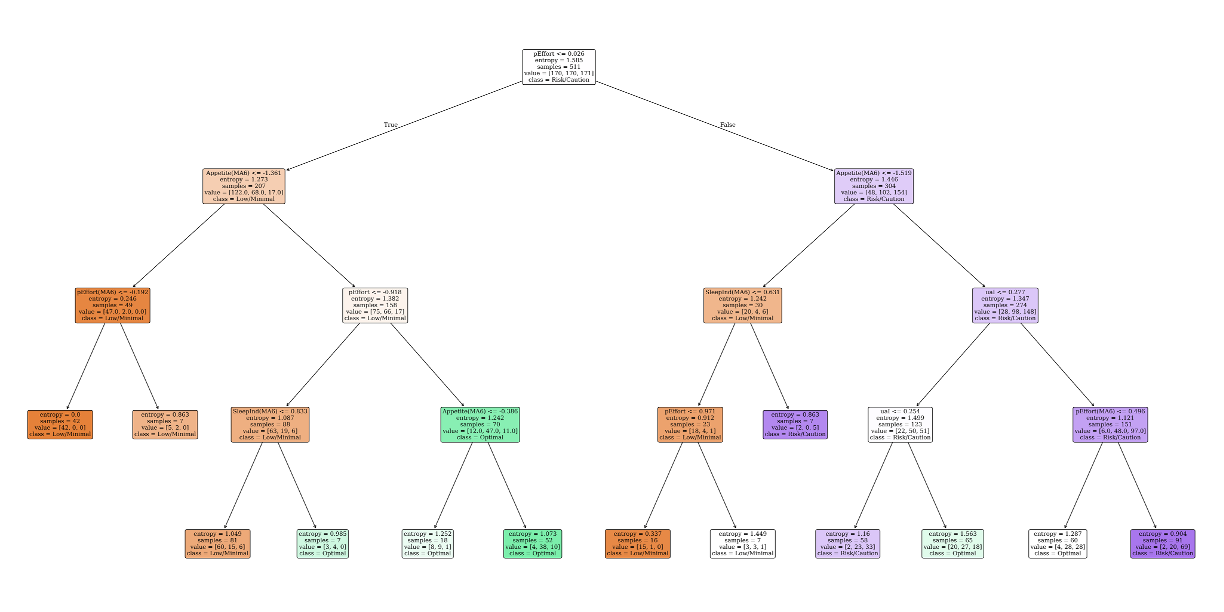 pEffort <= 0.026
entropy = 1.585
samples = 511
value = [170, 170, 171]
class = Risk/Caution
True
False
Appetite(MA6) <= -1.361
entropy = 1.273
samples = 207
value = [122.0, 68.0, 17.0]
class = Low/Minimal
Appetite(MA6) <= -1.519
entropy = 1.446
samples = 304
value = [48, 102, 154]
class = Risk/Caution
pEffort(MA6) <= -0.192
entropy = 0.246
samples = 49
value = [47.0, 2.0, 0.0]
class = Low/Minimal
pEffort <= -0.918
entropy = 1.382
samples = 158
value = [75, 66, 17]
class = Low/Minimal
SleepInd(MA6) <= 0.631
entropy = 1.242
samples = 30
value = [20, 4, 6]
class = Low/Minimal
ual <= 0.277
entropy = 1.347
samples = 274
value = [28, 98, 148]
class = Risk/Caution
entropy = 0.0
samples = 42
value = [42, 0, 0]
class = Low/Minimal
entropy = 0.863
samples = 7
value = [5, 2, 0]
class = Low/Minimal
SleepInd(MA6) <= 0.833
entropy = 1.087
samples = 88
value = [63, 19, 6]
class = Low/Minimal
Appetite(MA6) <= -0.386
entropy = 1.242
samples = 70
value = [12.0, 47.0, 11.0]
class = Optimal
pEffort <= 0.971
entropy = 0.912
samples = 23
value = [18, 4, 1]
class = Low/Minimal
entropy = 0.863
samples = 7
value = [2, 0, 5]
class = Risk/Caution
ual <= 0.254
entropy = 1.499
samples = 123
value = [22, 50, 51]
class = Risk/Caution
pEffort(MA6) <= 0.496
entropy = 1.121
samples = 151
value = [6.0, 48.0, 97.0]
class = Risk/Caution
entropy = 1.049
samples = 81
value = [60, 15, 6]
class = Low/Minimal
entropy = 0.985
samples = 7
value = [3, 4, 0]
class = Optimal
entropy = 1.252
samples = 18
value = [8, 9, 1]
class = Optimal
entropy = 1.073
samples = 52
value = [4, 38, 10]
class = Optimal
entropy = 0.337
samples = 16
value = [15, 1, 0]
class = Low/Minimal
entropy = 1.449
samples = 7
value = [3, 3, 1]
class = Low/Minimal
entropy = 1.16
samples = 58
value = [2, 23, 33]
class = Risk/Caution
entropy = 1.563
samples = 65
value = [20, 27, 18]
class = Optimal
entropy = 1.287
samples = 60
value = [4, 28, 28]
class = Optimal
entropy = 0.904
samples = 91
value = [2, 20, 69]
class = Risk/Caution